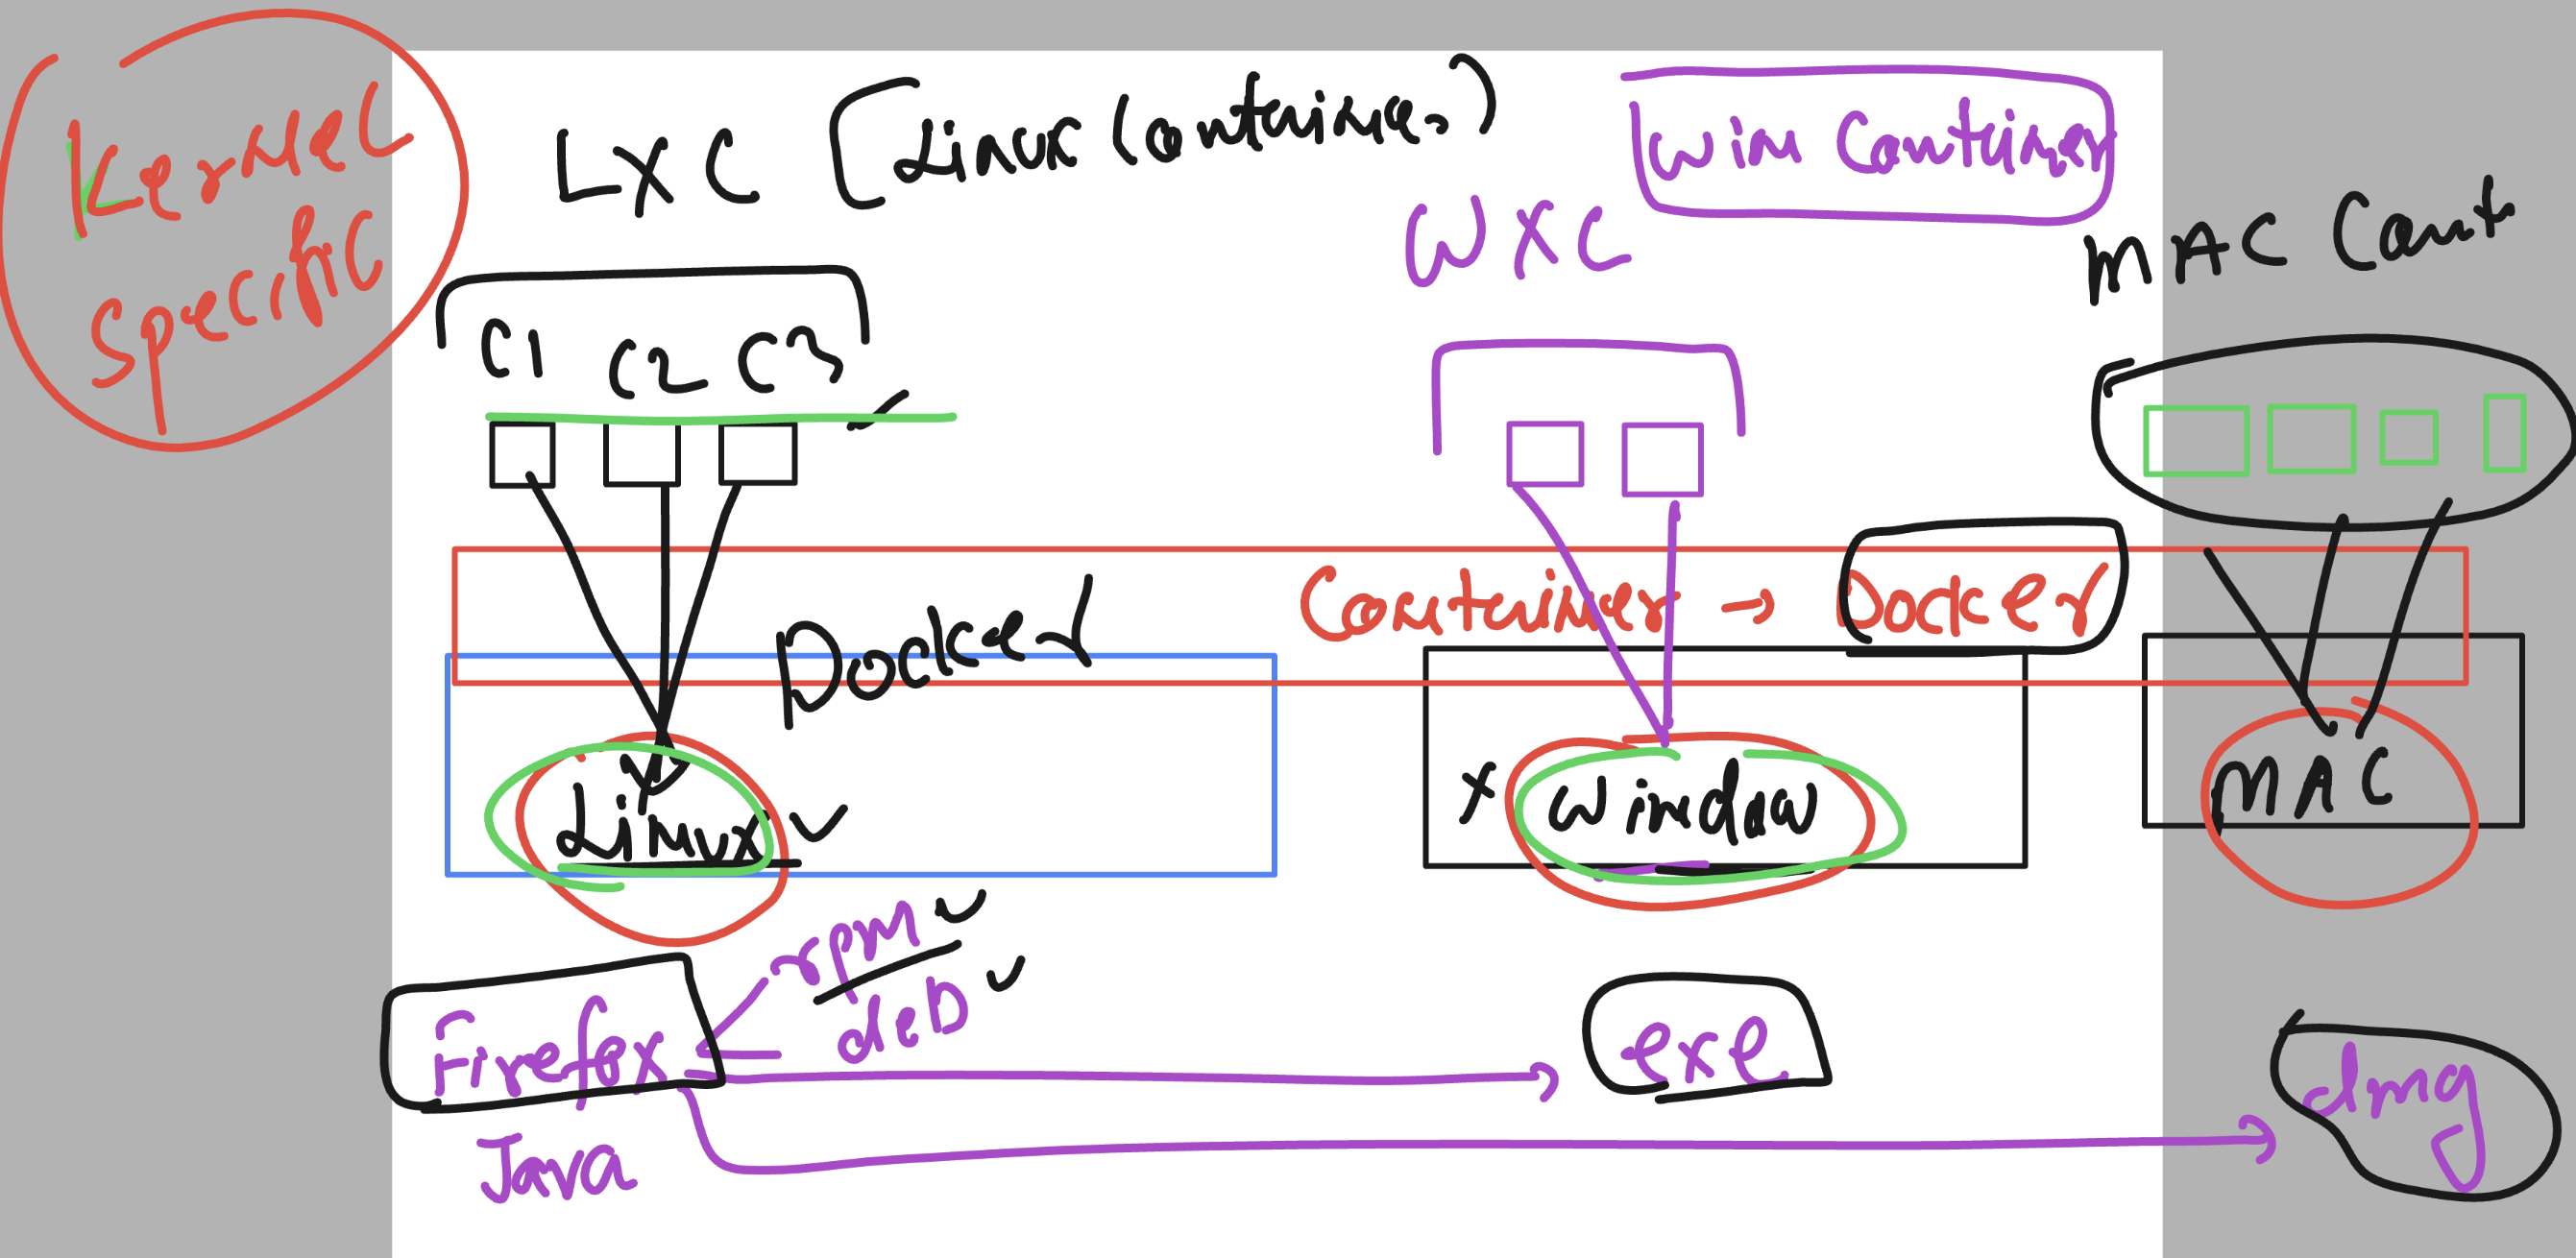 Kernel
Specific
LXC (Linux Containers)
Win Container
WXC
MAC Cont
C1 C2 C3
Docker
Container → Docker
Linux
x Window
MAC
rpm
deb
Firefox
Java
exe
dmg